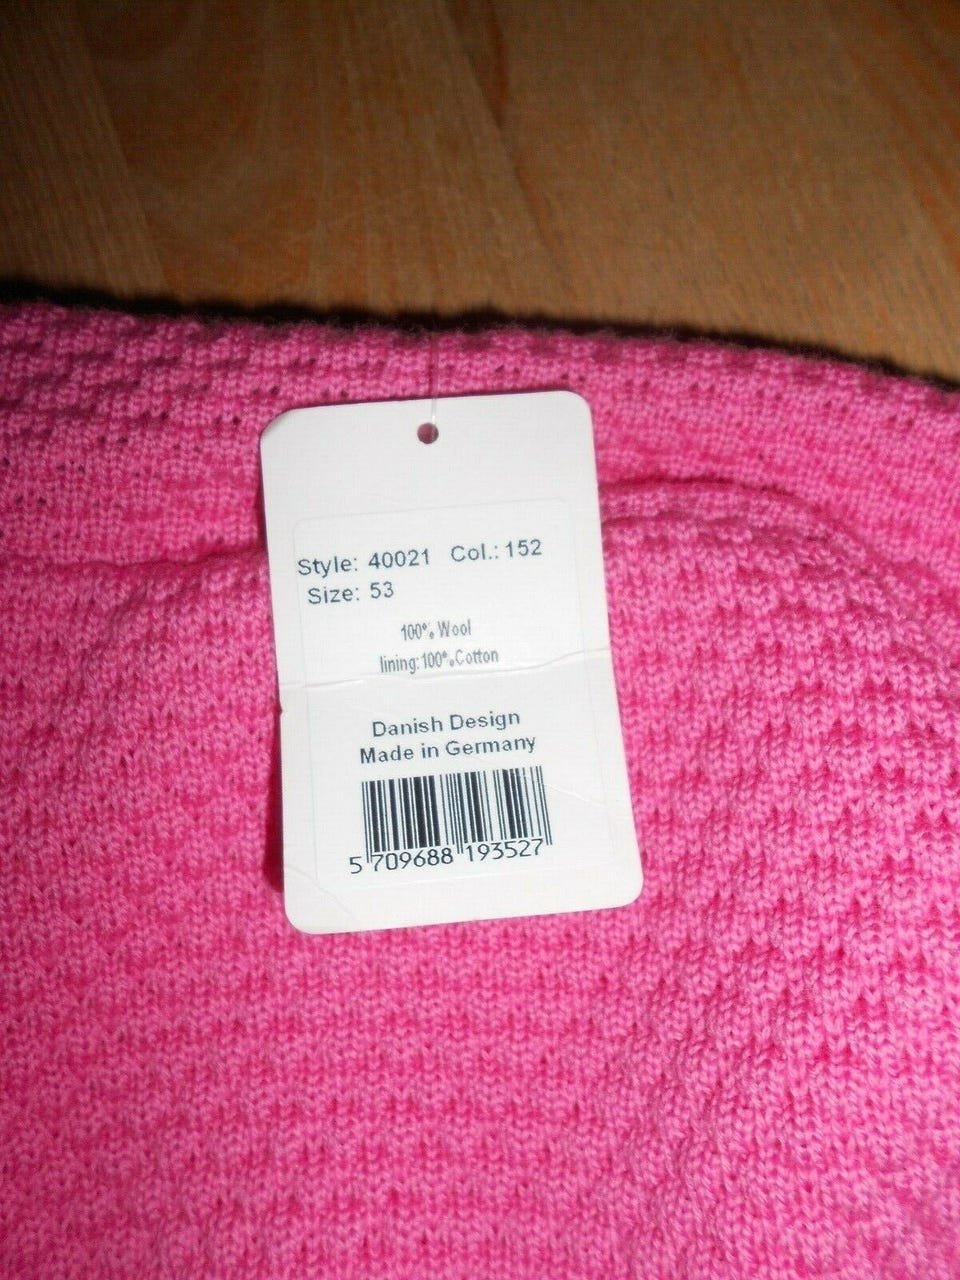 Style: 40021 Col.: 152
Size: 53
100% Wool
lining:100%Cotton
Danish Design
Made in Germany
5 709688 193527